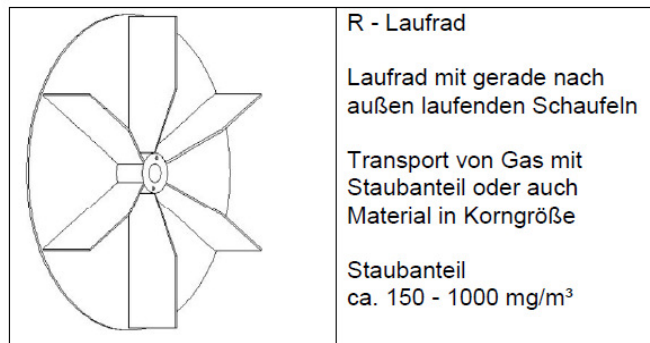 R - Laufrad
Laufrad mit gerade nach
außen laufenden Schaufeln
Transport von Gas mit
Staubanteil oder auch
Material in Korngröße
Staubanteil
ca. 150 - 1000 mg/m³